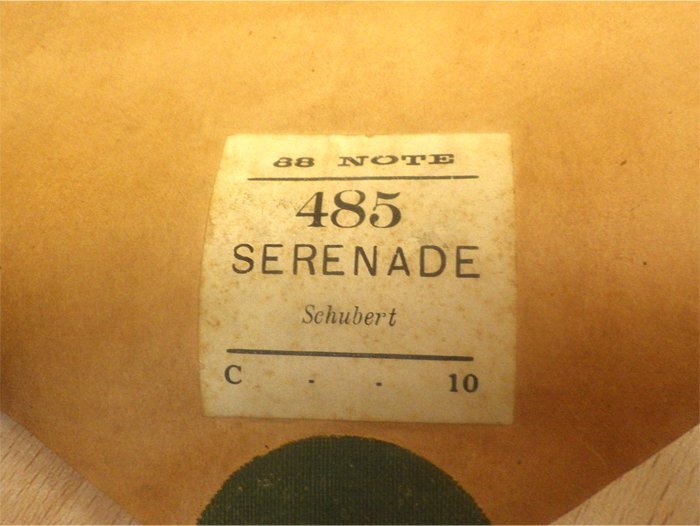 88 NOTE
485
SERENADE
Schubert
C - - 10